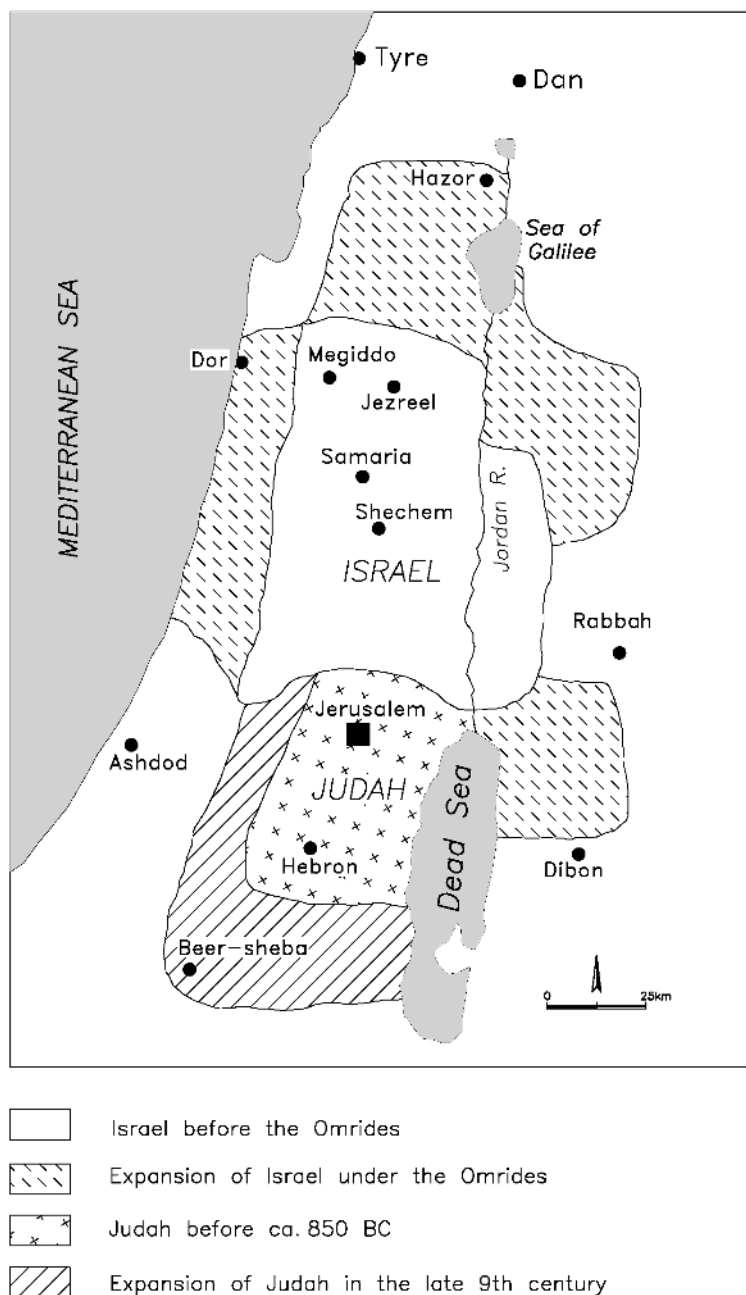 Tyre
Dan
Hazor
Sea of
Galilee
MEDITERRANEAN SEA
Dor
Megiddo
Jezreel
Samaria
Shechem
Jordan R.
ISRAEL
Rabbah
Jerusalem
Ashdod
JUDAH
Hebron
Dead Sea
Dibon
Beer-sheba
0 25km
Israel before the Omrides
Expansion of Israel under the Omrides
Judah before ca. 850 BC
Expansion of Judah in the late 9th century